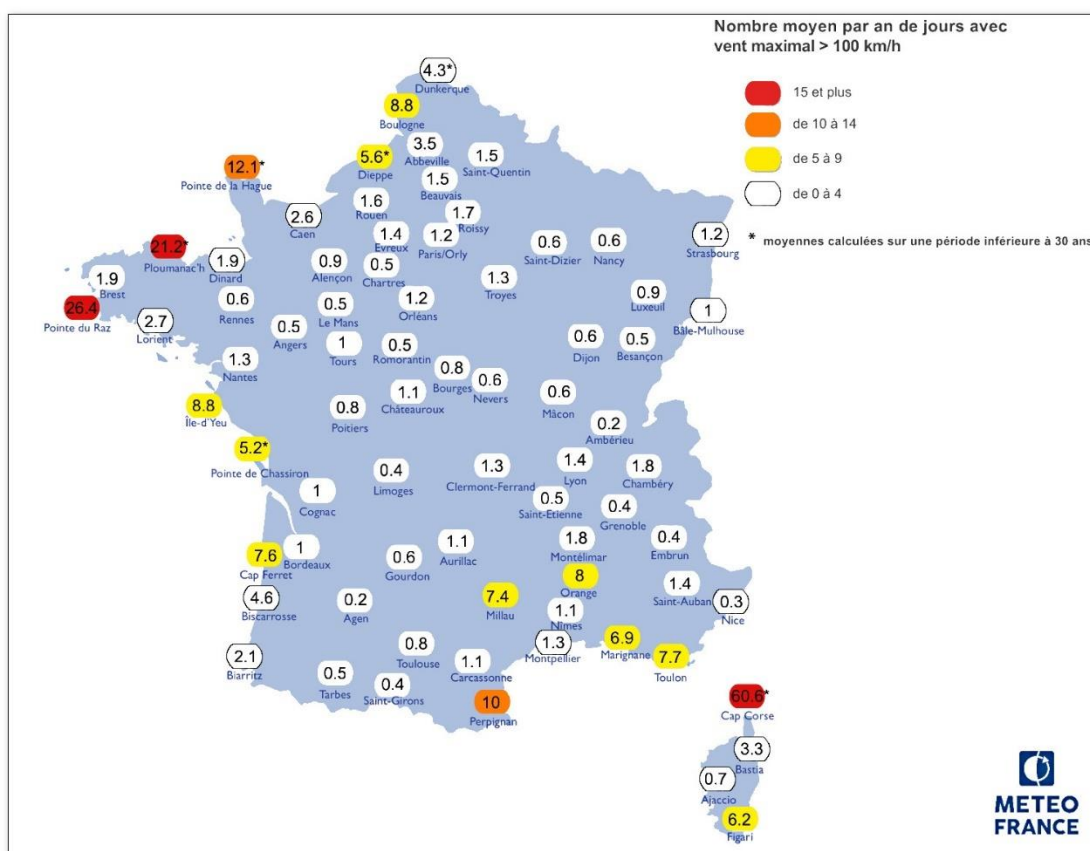 Nombre moyen par an de jours avec
vent maximal > 100 km/h
15 et plus
de 10 à 14
de 5 à 9
de 0 à 4
* moyennes calculées sur une période inférieure à 30 ans
4.3*
Dunkerque
8.8
Boulogne
3.5
Abbeville
5.6*
Dieppe
1.5
Saint-Quentin
12.1*
Pointe de la Hague
1.5
Beauvais
1.6
Rouen
1.7
Roissy
2.6
Caen
1.4
Evreux
1.2
Paris/Orly
0.6
Saint-Dizier
0.6
Nancy
1.2
Strasbourg
21.2*
Ploumanac'h
1.9
Dinard
0.9
Alençon
0.5
Chartres
1.3
Troyes
1.9
Brest
0.6
Rennes
0.5
Le Mans
1.2
Orléans
0.9
Luxeuil
26.4
Pointe du Raz
2.7
Lorient
0.5
Angers
1
Tours
0.5
Romorantin
0.6
Dijon
0.5
Besançon
1
Bâle-Mulhouse
1.3
Nantes
0.8
Bourges
0.6
Nevers
1.1
Châteauroux
0.6
Mâcon
8.8
Île-d'Yeu
0.8
Poitiers
0.2
Ambérieu
5.2*
Pointe de Chassiron
0.4
Limoges
1.3
Clermont-Ferrand
1.4
Lyon
1.8
Chambéry
1
Cognac
0.5
Saint-Etienne
0.4
Grenoble
7.6
Cap Ferret
1
Bordeaux
0.6
Gourdon
1.1
Aurillac
1.8
Montélimar
0.4
Embrun
8
Orange
1.4
Saint-Auban
4.6
Biscarrosse
0.2
Agen
7.4
Millau
1.1
Nîmes
0.3
Nice
2.1
Biarritz
0.8
Toulouse
1.1
Carcassonne
1.3
Montpellier
6.9
Marignane
7.7
Toulon
0.5
Tarbes
0.4
Saint-Girons
10
Perpignan
60.6*
Cap Corse
3.3
Bastia
0.7
Ajaccio
6.2
Figari
METEO
FRANCE